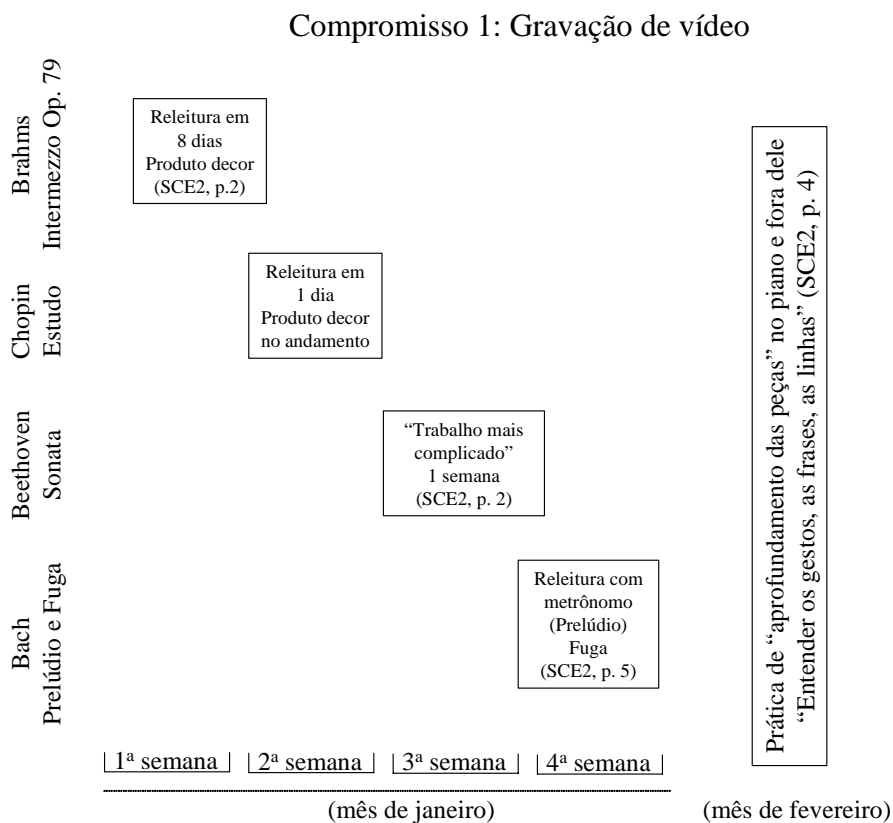 Compromisso 1: Gravação de vídeo
Brahms
Intermezzo Op. 79
Releitura em
8 dias
Produto decor
(SCE2, p.2)
Chopin
Estudo
Releitura em
1 dia
Produto decor
no andamento
Beethoven
Sonata
“Trabalho mais
complicado”
1 semana
(SCE2, p. 2)
Bach
Prelúdio e Fuga
Releitura com
metrônomo
(Prelúdio)
Fuga
(SCE2, p. 5)
Prática de “aprofundamento das peças” no piano e fora dele
“Entender os gestos, as frases, as linhas” (SCE2, p. 4)
1ª semana
2ª semana
3ª semana
4ª semana
(mês de janeiro)
(mês de fevereiro)